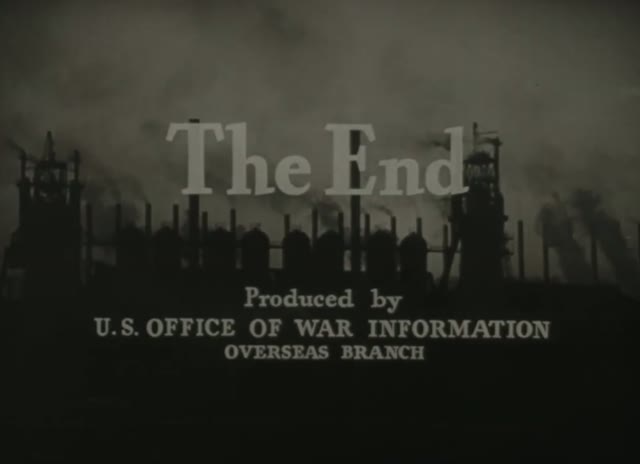 The End
Produced by
U.S. OFFICE OF WAR INFORMATION
OVERSEAS BRANCH